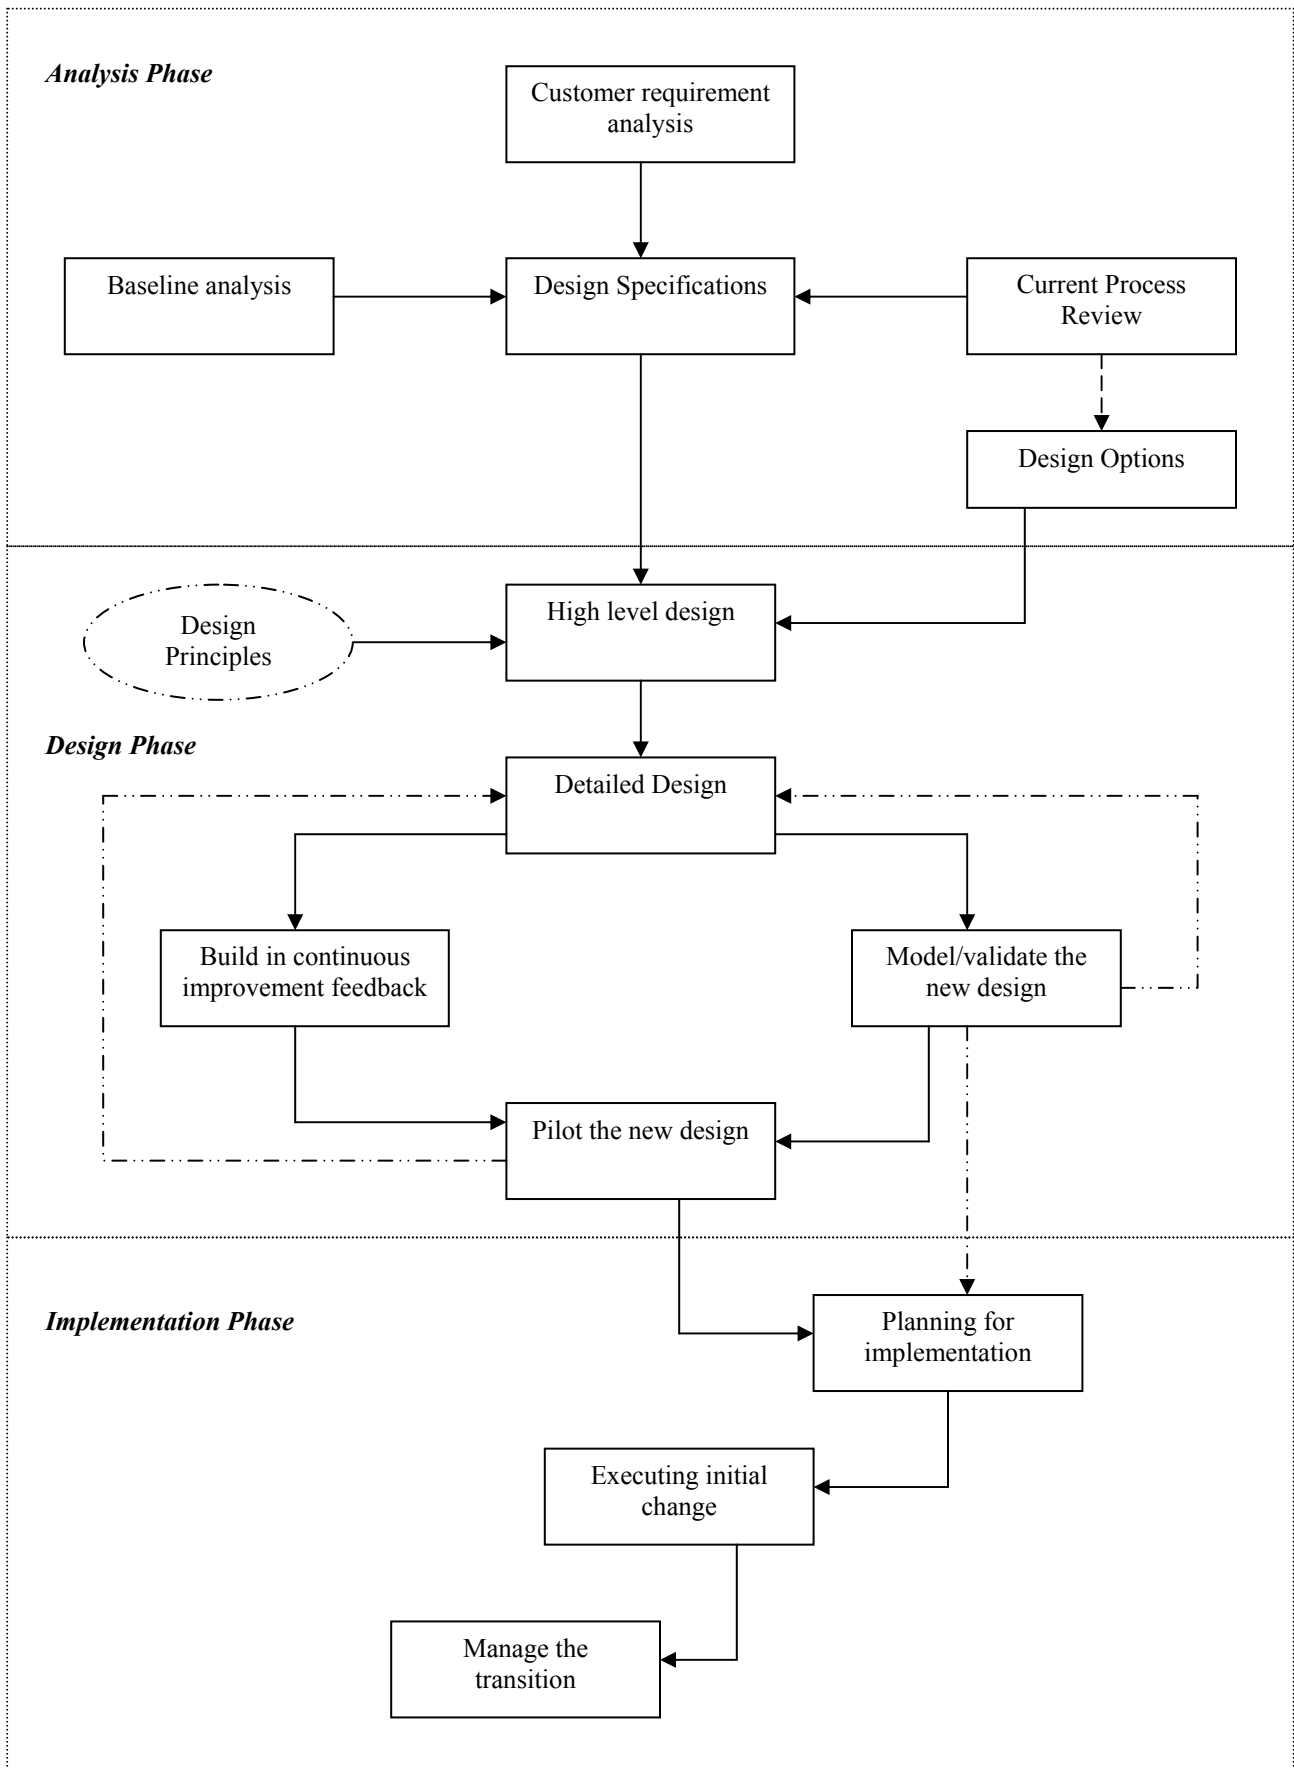 Analysis Phase
Customer requirement
analysis
Baseline analysis
Design Specifications
Current Process
Review
Design Options
Design
Principles
High level design
Design Phase
Detailed Design
Build in continuous
improvement feedback
Model/validate the
new design
Pilot the new design
Implementation Phase
Planning for
implementation
Executing initial
change
Manage the
transition